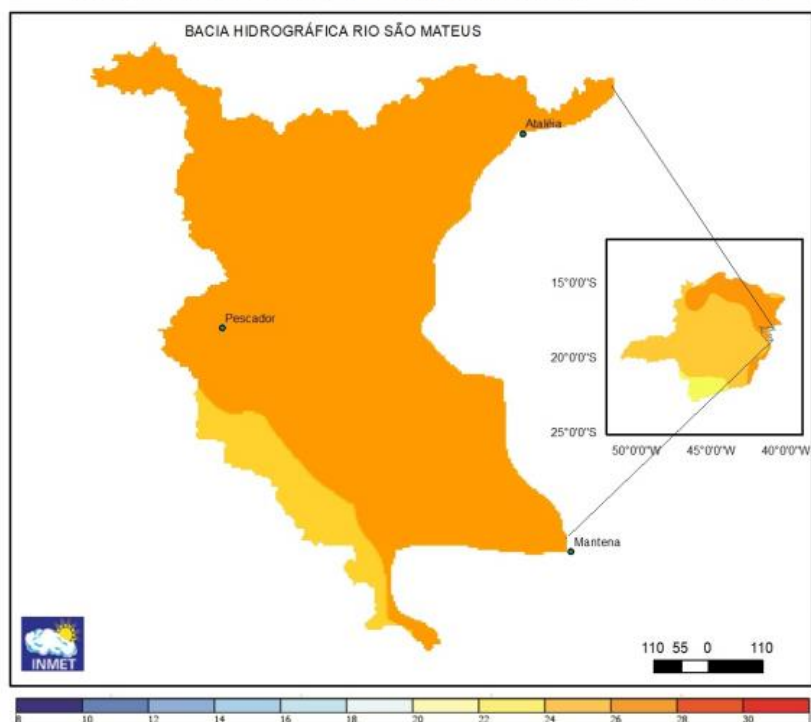 BACIA HIDROGRÁFICA RIO SÃO MATEUS
Ataléia
Pescador
Mantena
15°0'0"S
20°0'0"S
25°0'0"S
50°0'0"W 45°0'0"W 40°0'0"W
INMET
110 55 0 110
8 10 12 14 16 18 20 22 24 26 28 30